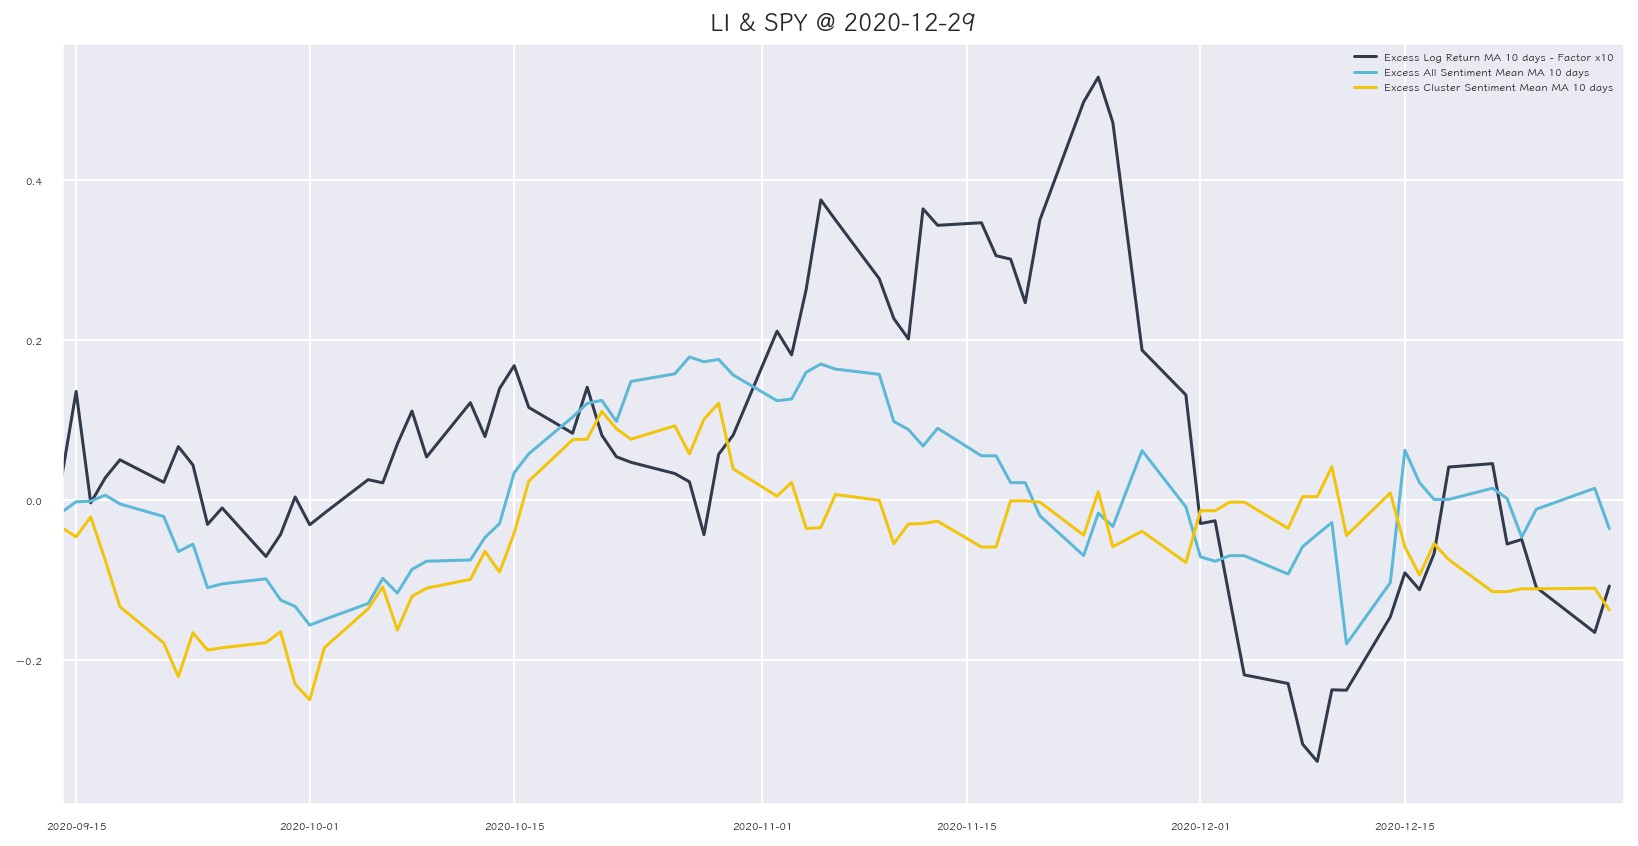 LI & SPY @ 2020-12-29
Excess Log Return MA 10 days - Factor x10
Excess All Sentiment Mean MA 10 days
Excess Cluster Sentiment Mean MA 10 days
0.4
0.2
0.0
−0.2
2020-09-15 2020-10-01 2020-10-15 2020-11-01 2020-11-15 2020-12-01 2020-12-15